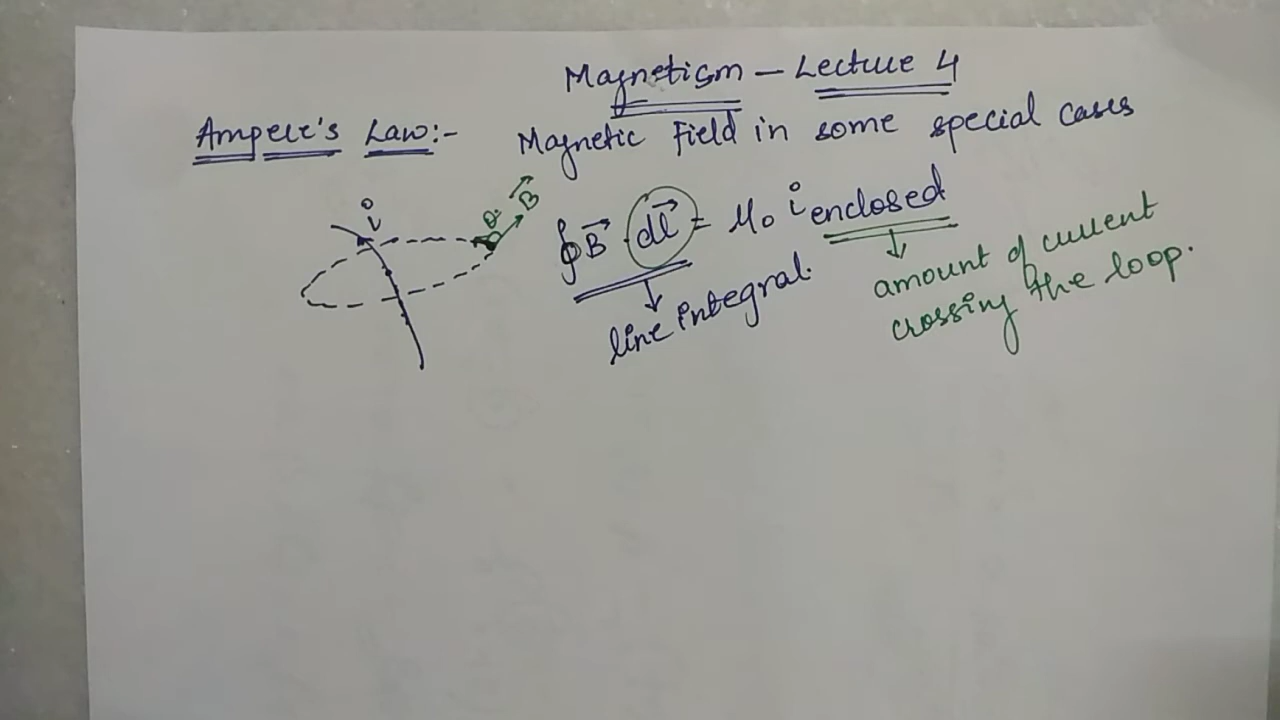 Magnetism – Lecture 4
Ampere's Law:- Magnetic Field in some special cases
i
θ B⃗
∮B⃗·dl⃗ = μ₀ i enclosed
line integral.
amount of current
crossing the loop.